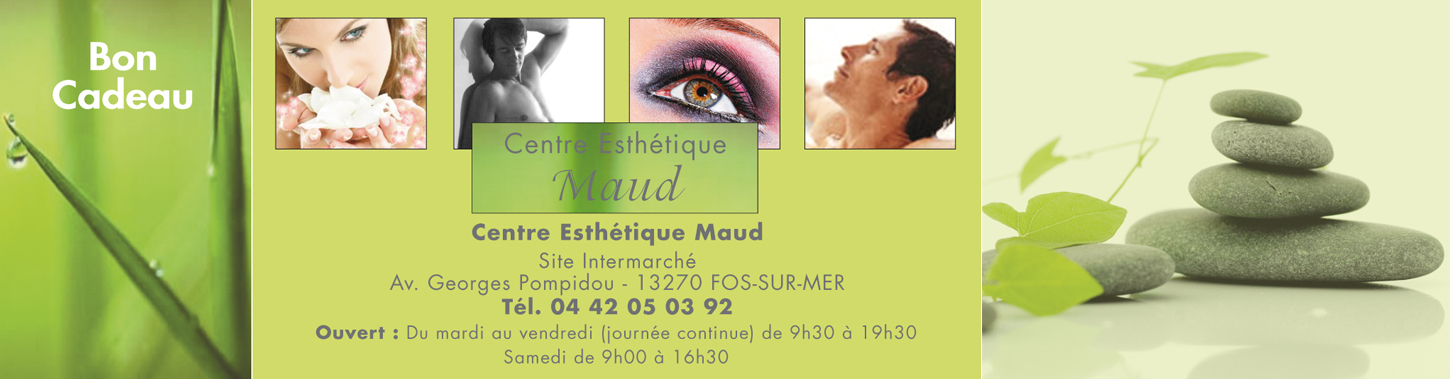 Bon
Cadeau
Centre Esthétique
Maud
Centre Esthétique Maud
Site Intermarché
Av. Georges Pompidou - 13270 FOS-SUR-MER
Tél. 04 42 05 03 92
Ouvert : Du mardi au vendredi (journée continue) de 9h30 à 19h30
Samedi de 9h00 à 16h30